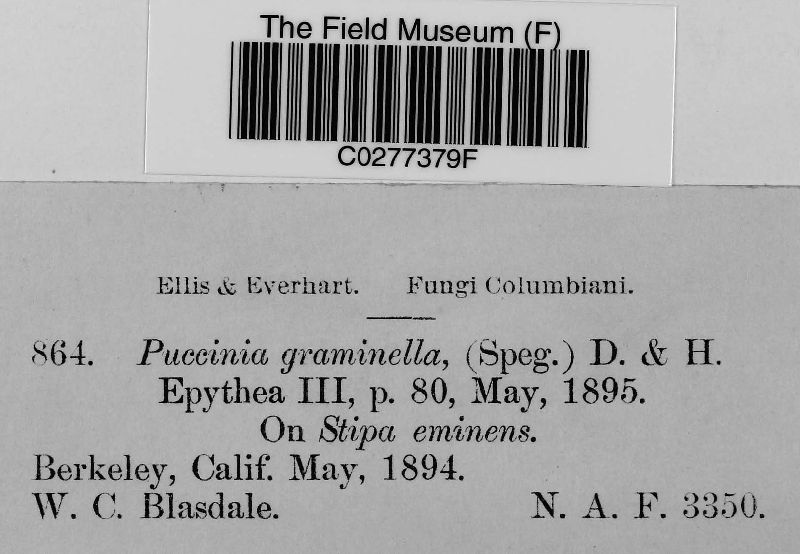 The Field Museum (F)
C0277379F
Ellis & Everhart. Fungi Columbiani.
864. Puccinia graminella, (Speg.) D. & H.
Epythea III, p. 80, May, 1895.
On Stipa eminens.
Berkeley, Calif. May, 1894.
W. C. Blasdale. N. A. F. 3350.